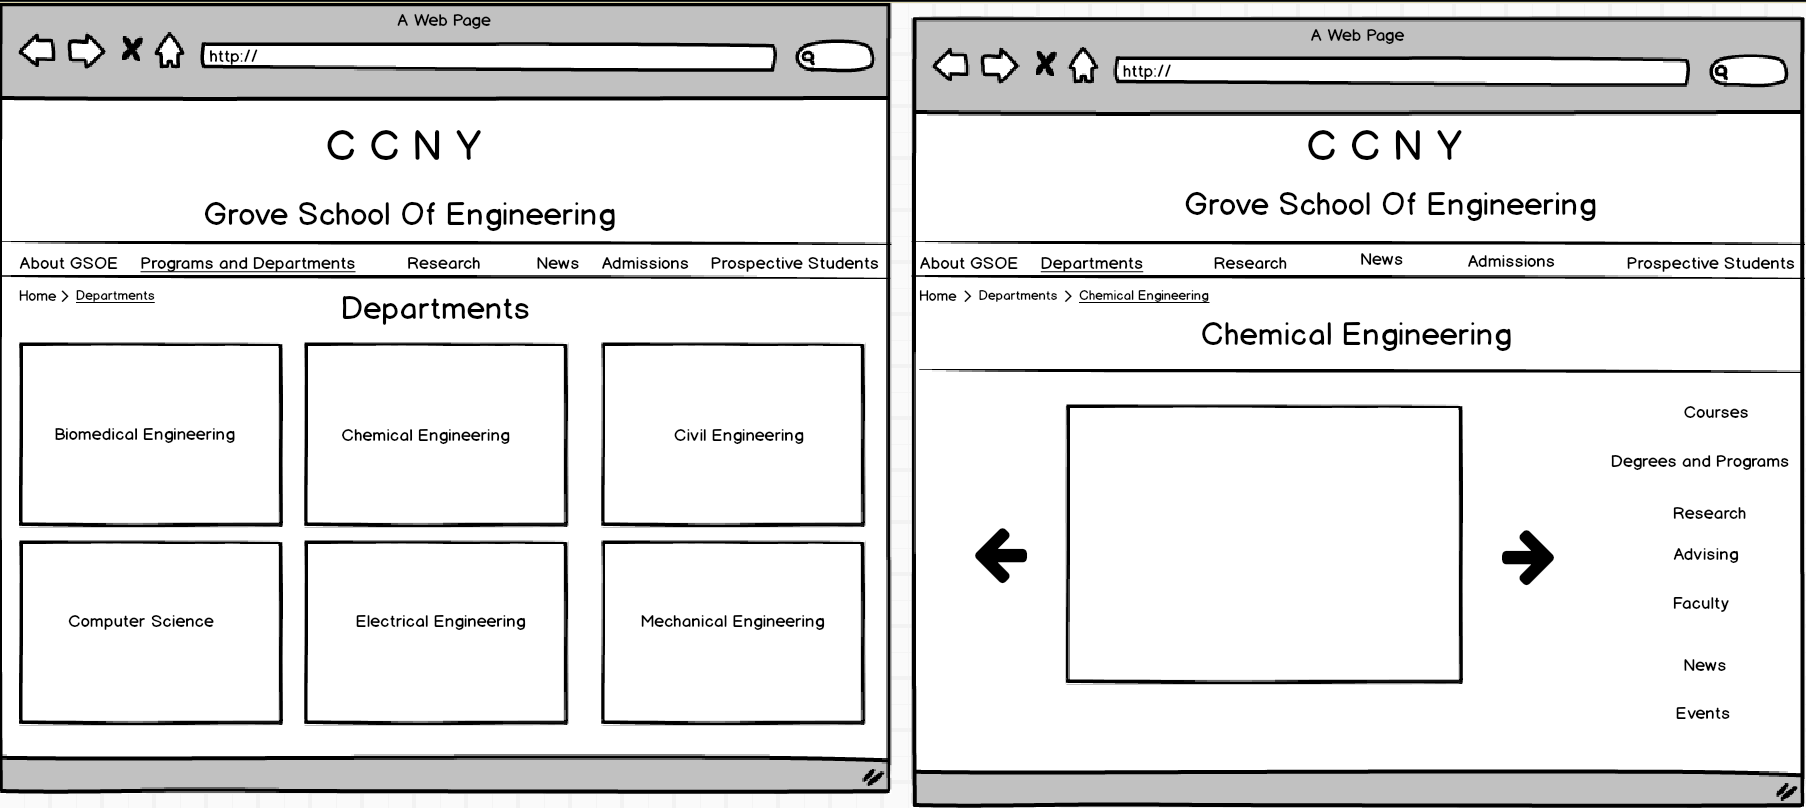 A Web Page
http://
C C N Y
Grove School Of Engineering
About GSOE Programs and Departments Research News Admissions Prospective Students
Home > Departments
Departments
Biomedical Engineering
Chemical Engineering
Civil Engineering
Computer Science
Electrical Engineering
Mechanical Engineering
A Web Page
http://
C C N Y
Grove School Of Engineering
About GSOE Departments Research News Admissions Prospective Students
Home > Departments > Chemical Engineering
Chemical Engineering
Courses
Degrees and Programs
Research
Advising
Faculty
News
Events